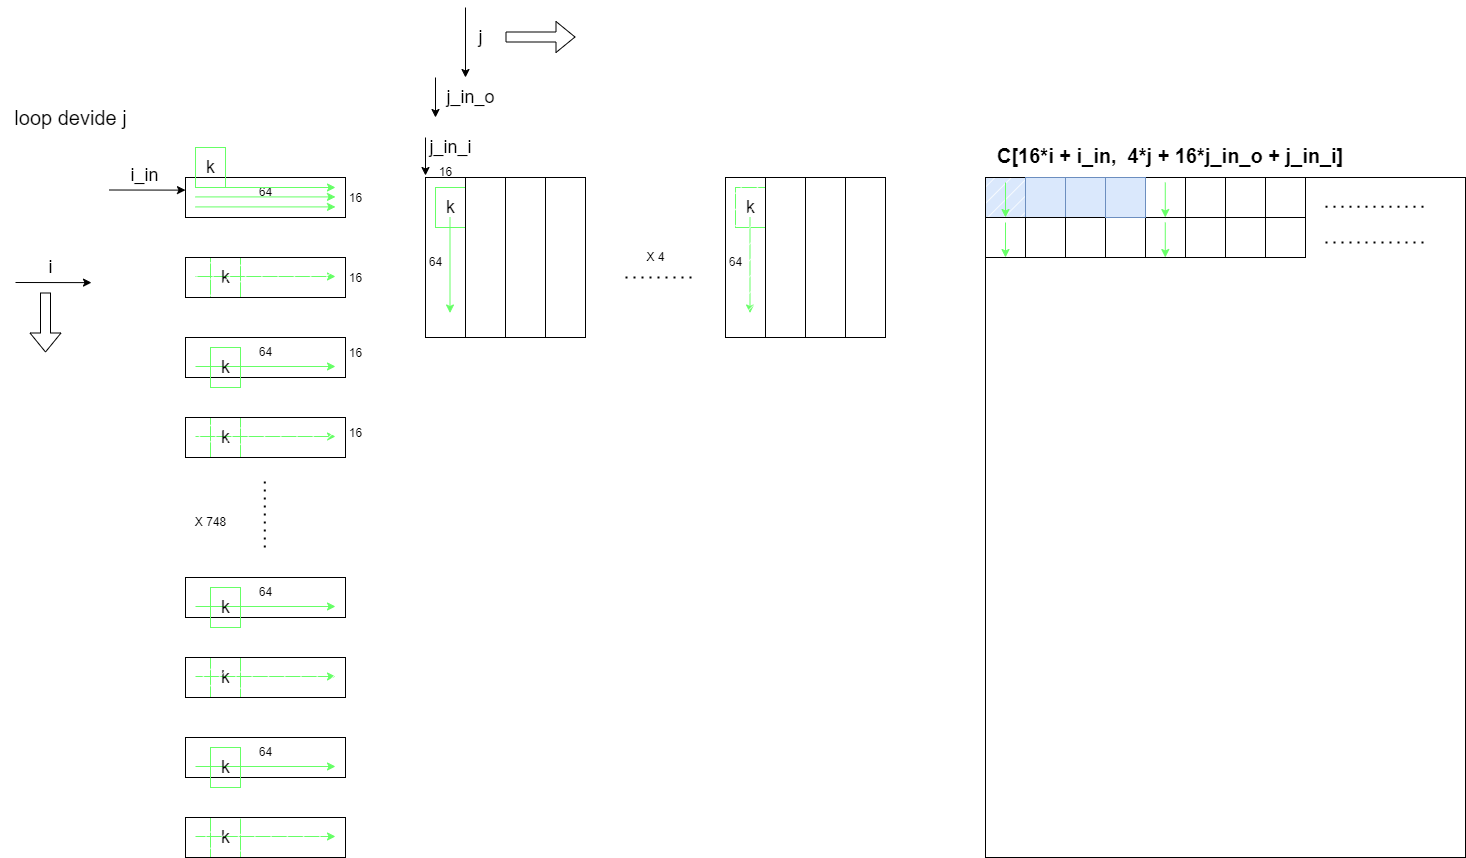 j
j_in_o
loop devide j
j_in_i
C[16*i + i_in, 4*j + 16*j_in_o + j_in_i]
i_in
k
64
16
16
k
k
64
64
X 4
i
k
16
64
16
k
k
16
X 748
64
k
k
64
k
k